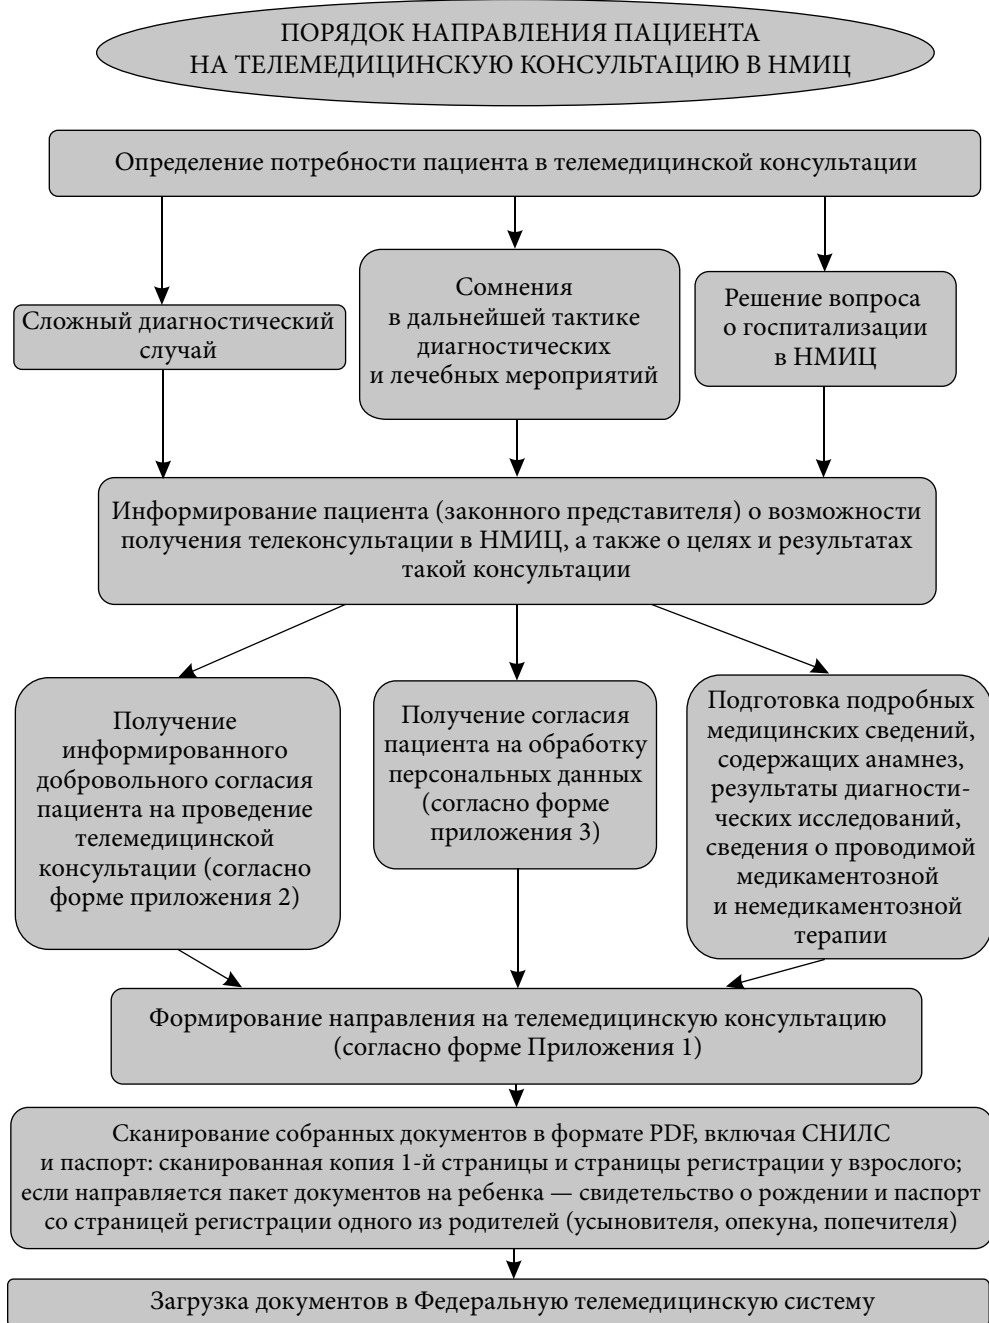 ПОРЯДОК НАПРАВЛЕНИЯ ПАЦИЕНТА
НА ТЕЛЕМЕДИЦИНСКУЮ КОНСУЛЬТАЦИЮ В НМИЦ
Определение потребности пациента в телемедицинской консультации
Сложный диагностический
случай
Сомнения
в дальнейшей тактике
диагностических
и лечебных мероприятий
Решение вопроса
о госпитализации
в НМИЦ
Информирование пациента (законного представителя) о возможности
получения телеконсультации в НМИЦ, а также о целях и результатах
такой консультации
Получение
информированного
добровольного согласия
пациента на проведение
телемедицинской
консультации (согласно
форме приложения 2)
Получение согласия
пациента на обработку
персональных данных
(согласно форме
приложения 3)
Подготовка подробных
медицинских сведений,
содержащих анамнез,
результаты диагности-
ческих исследований,
сведения о проводимой
медикаментозной
и немедикаментозной
терапии
Формирование направления на телемедицинскую консультацию
(согласно форме Приложения 1)
Сканирование собранных документов в формате PDF, включая СНИЛС
и паспорт: сканированная копия 1-й страницы и страницы регистрации у взрослого;
если направляется пакет документов на ребенка — свидетельство о рождении и паспорт
со страницей регистрации одного из родителей (усыновителя, опекуна, попечителя)
Загрузка документов в Федеральную телемедицинскую систему